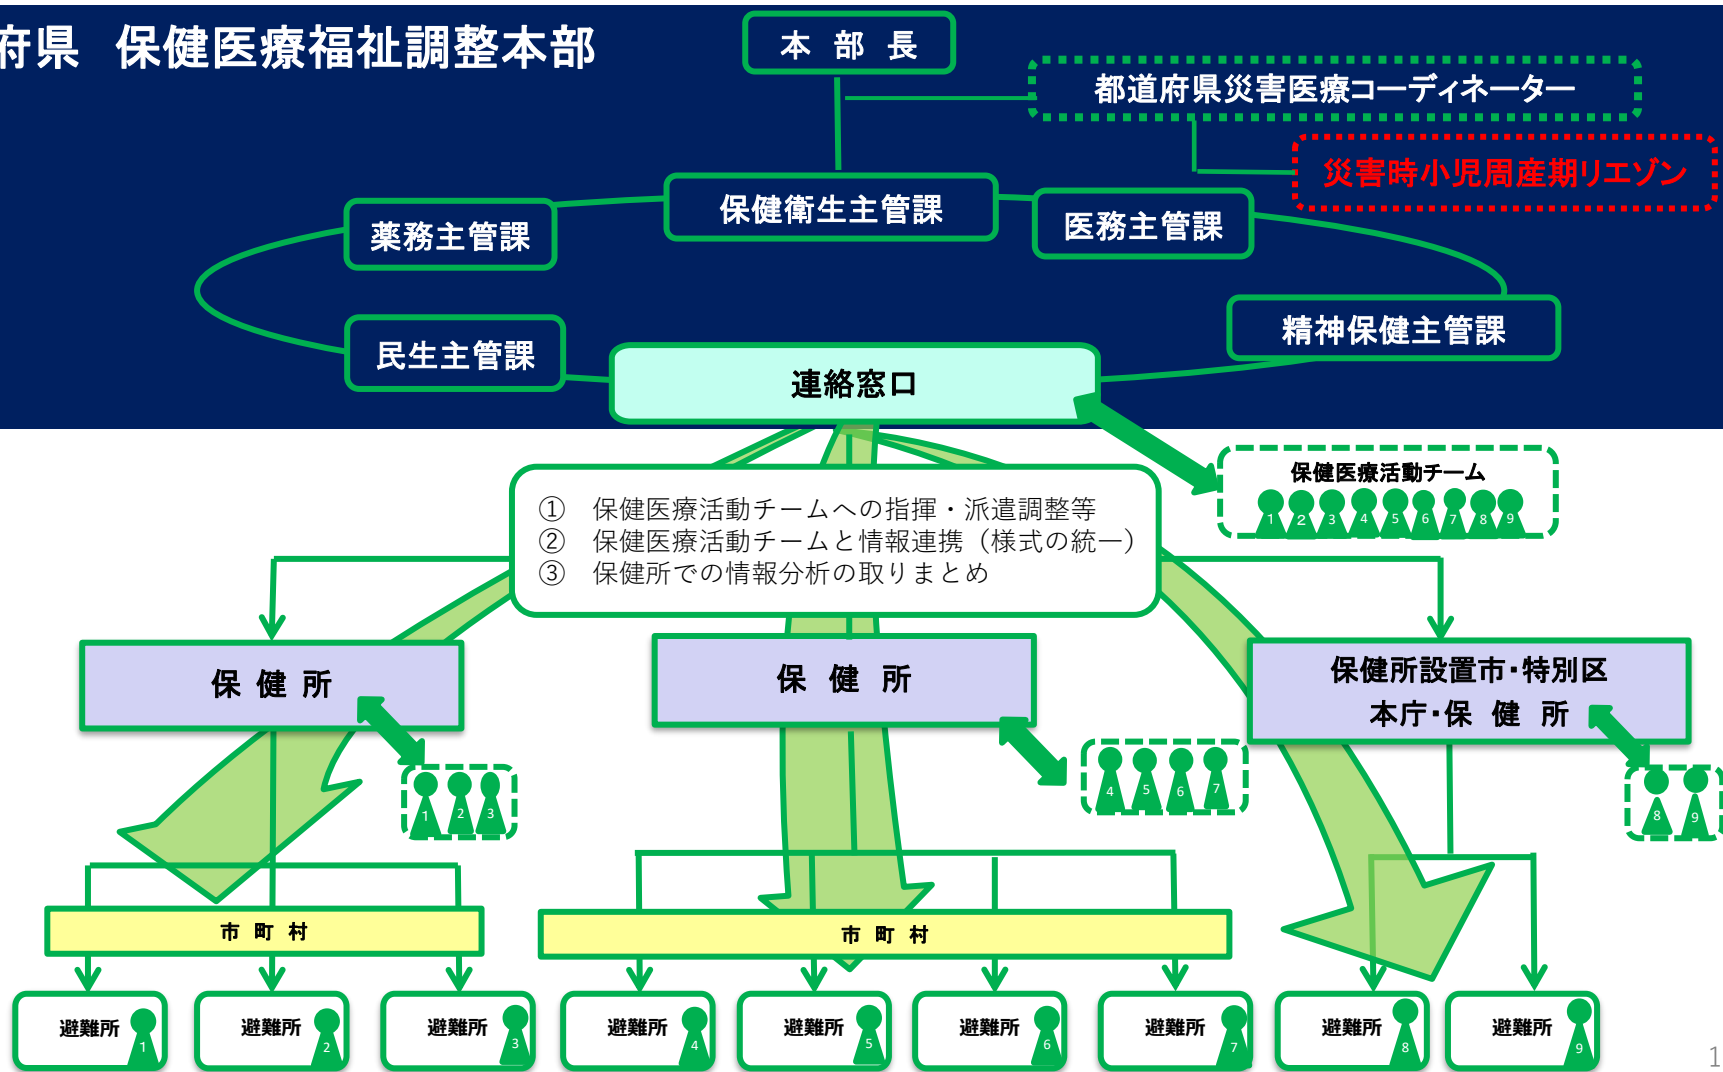 府県　保健医療福祉調整本部
本　部　長
都道府県災害医療コーディネーター
災害時小児周産期リエゾン
保健衛生主管課
薬務主管課
医務主管課
民生主管課
精神保健主管課
連絡窓口
保健医療活動チーム
1 2 3 4 5 6 7 8 9
①　保健医療活動チームへの指揮・派遣調整等
②　保健医療活動チームと情報連携（様式の統一）
③　保健所での情報分析の取りまとめ
保 健 所
保 健 所
保健所設置市・特別区
本庁・保 健 所
1 2 3
4 5 6 7
8 9
市 町 村
市 町 村
避難所 1
避難所 2
避難所 3
避難所 4
避難所 5
避難所 6
避難所 7
避難所 8
避難所 9
1